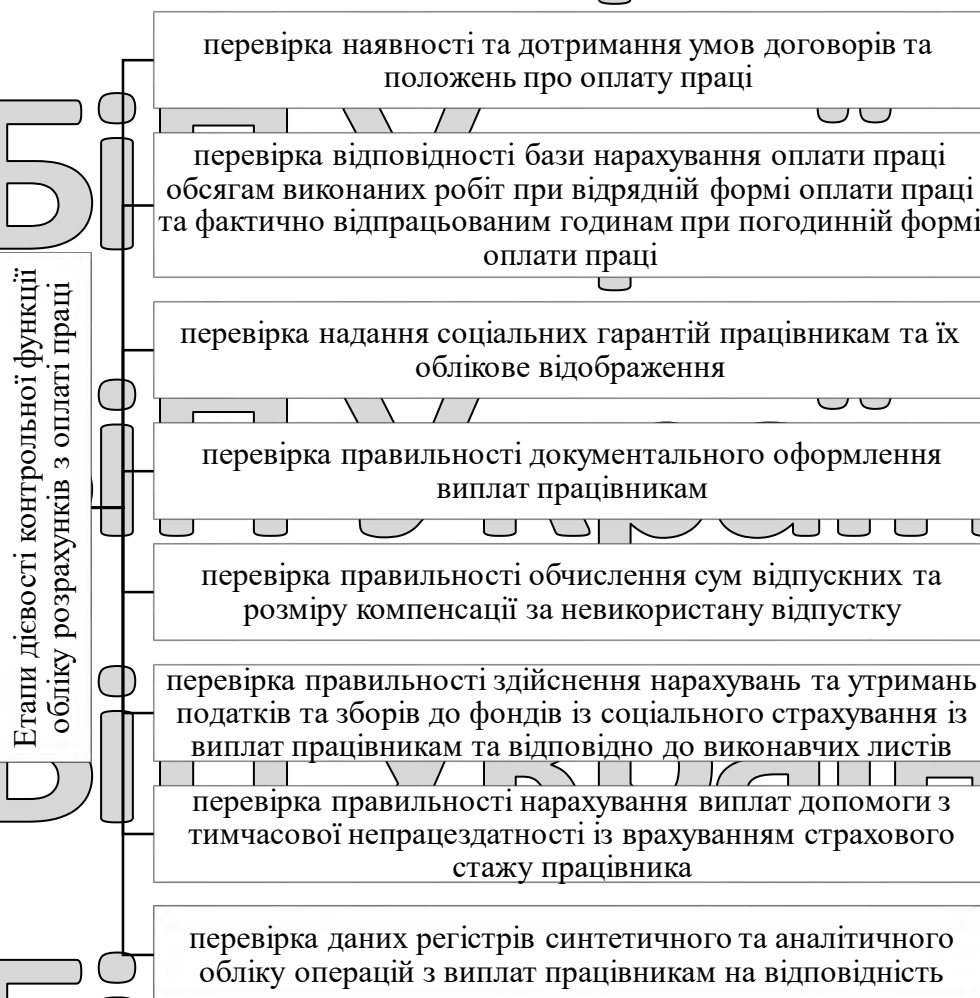 Етапи дієвості контрольної функції
обліку розрахунків з оплаті праці
перевірка наявності та дотримання умов договорів та
положень про оплату праці
перевірка відповідності бази нарахування оплати праці
обсягам виконаних робіт при відрядній формі оплати праці
та фактично відпрацьованим годинам при погодинній формі
оплати праці
перевірка надання соціальних гарантій працівникам та їх
облікове відображення
перевірка правильності документального оформлення
виплат працівникам
перевірка правильності обчислення сум відпускних та
розміру компенсації за невикористану відпустку
перевірка правильності здійснення нарахувань та утримань
податків та зборів до фондів із соціального страхування із
виплат працівникам та відповідно до виконавчих листів
перевірка правильності нарахування виплат допомоги з
тимчасової непрацездатності із врахуванням страхового
стажу працівника
перевірка даних регістрів синтетичного та аналітичного
обліку операцій з виплат працівникам на відповідність